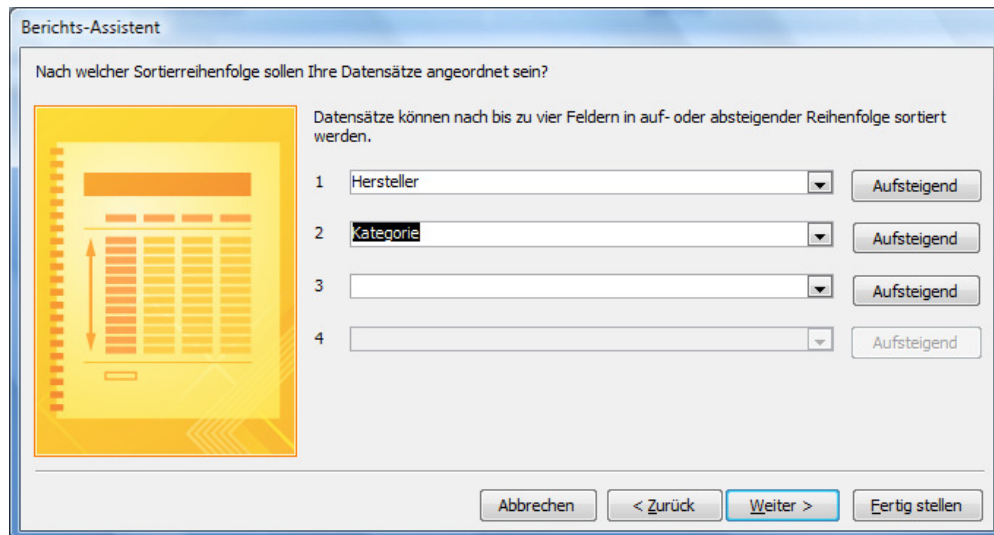 Berichts-Assistent
Nach welcher Sortierreihenfolge sollen Ihre Datensätze angeordnet sein?
Datensätze können nach bis zu vier Feldern in auf- oder absteigender Reihenfolge sortiert
werden.
1 Hersteller Aufsteigend
2 Kategorie Aufsteigend
3 Aufsteigend
4 Aufsteigend
Abbrechen < Zurück Weiter > Fertig stellen